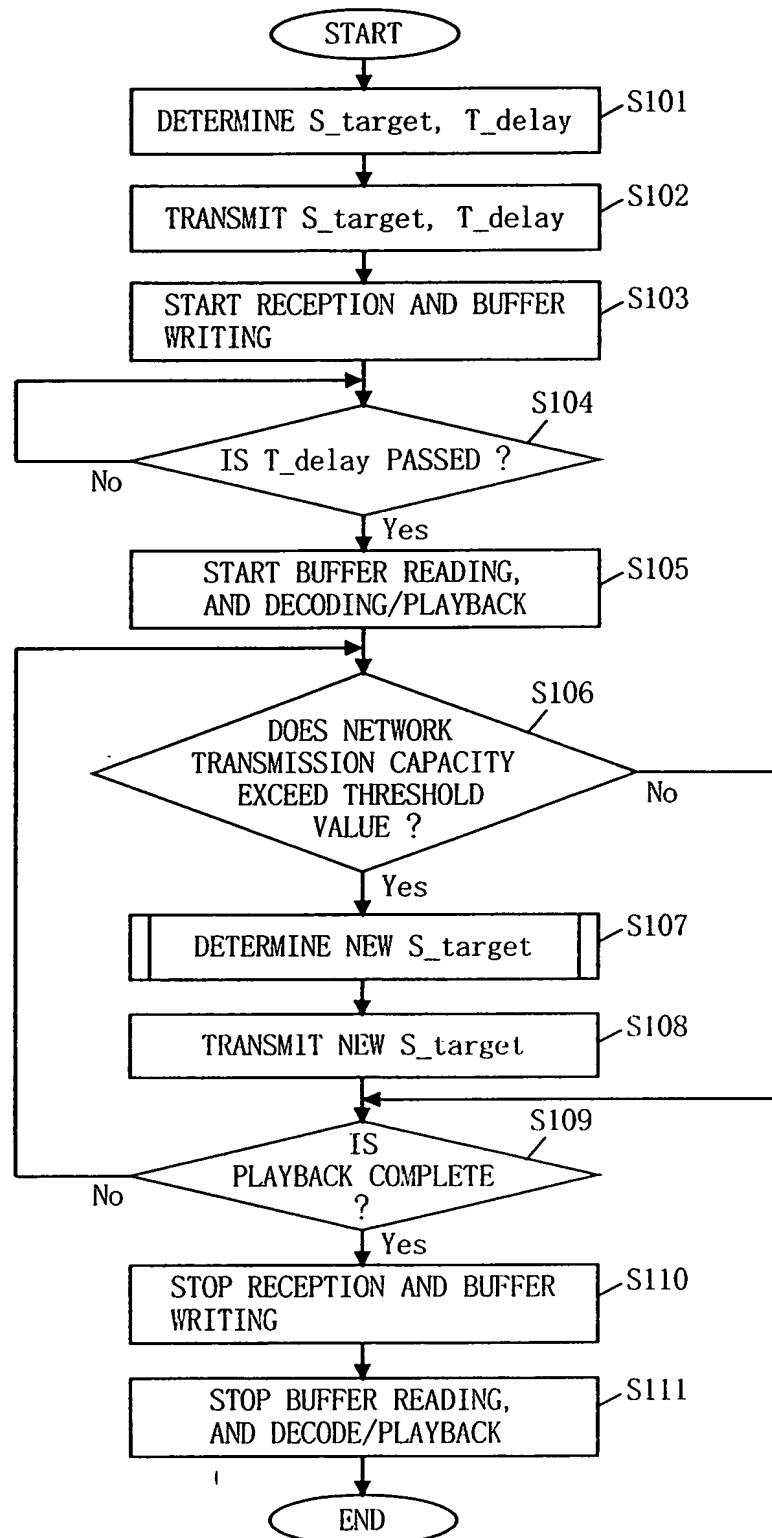 START
DETERMINE S_target, T_delay
S101
TRANSMIT S_target, T_delay
S102
START RECEPTION AND BUFFER
WRITING
S103
S104
IS T_delay PASSED ?
No
Yes
START BUFFER READING,
AND DECODING/PLAYBACK
S105
S106
DOES NETWORK
TRANSMISSION CAPACITY
EXCEED THRESHOLD
VALUE ?
No
Yes
DETERMINE NEW S_target
S107
TRANSMIT NEW S_target
S108
S109
IS
PLAYBACK COMPLETE
?
No
Yes
STOP RECEPTION AND BUFFER
WRITING
S110
STOP BUFFER READING,
AND DECODE/PLAYBACK
S111
END